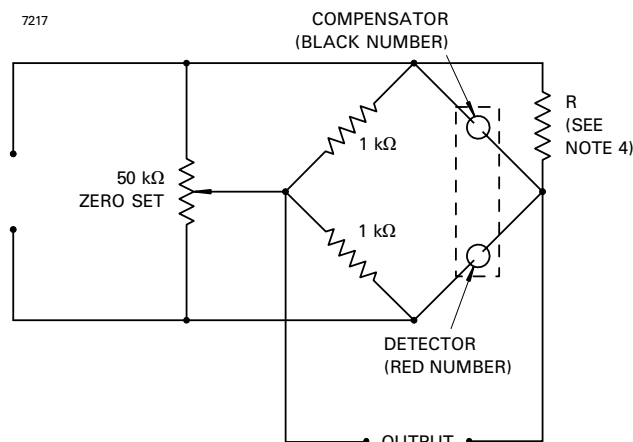 7217
COMPENSATOR
(BLACK NUMBER)
R
(SEE
NOTE 4)
1 kΩ
50 kΩ
ZERO SET
1 kΩ
DETECTOR
(RED NUMBER)
OUTPUT